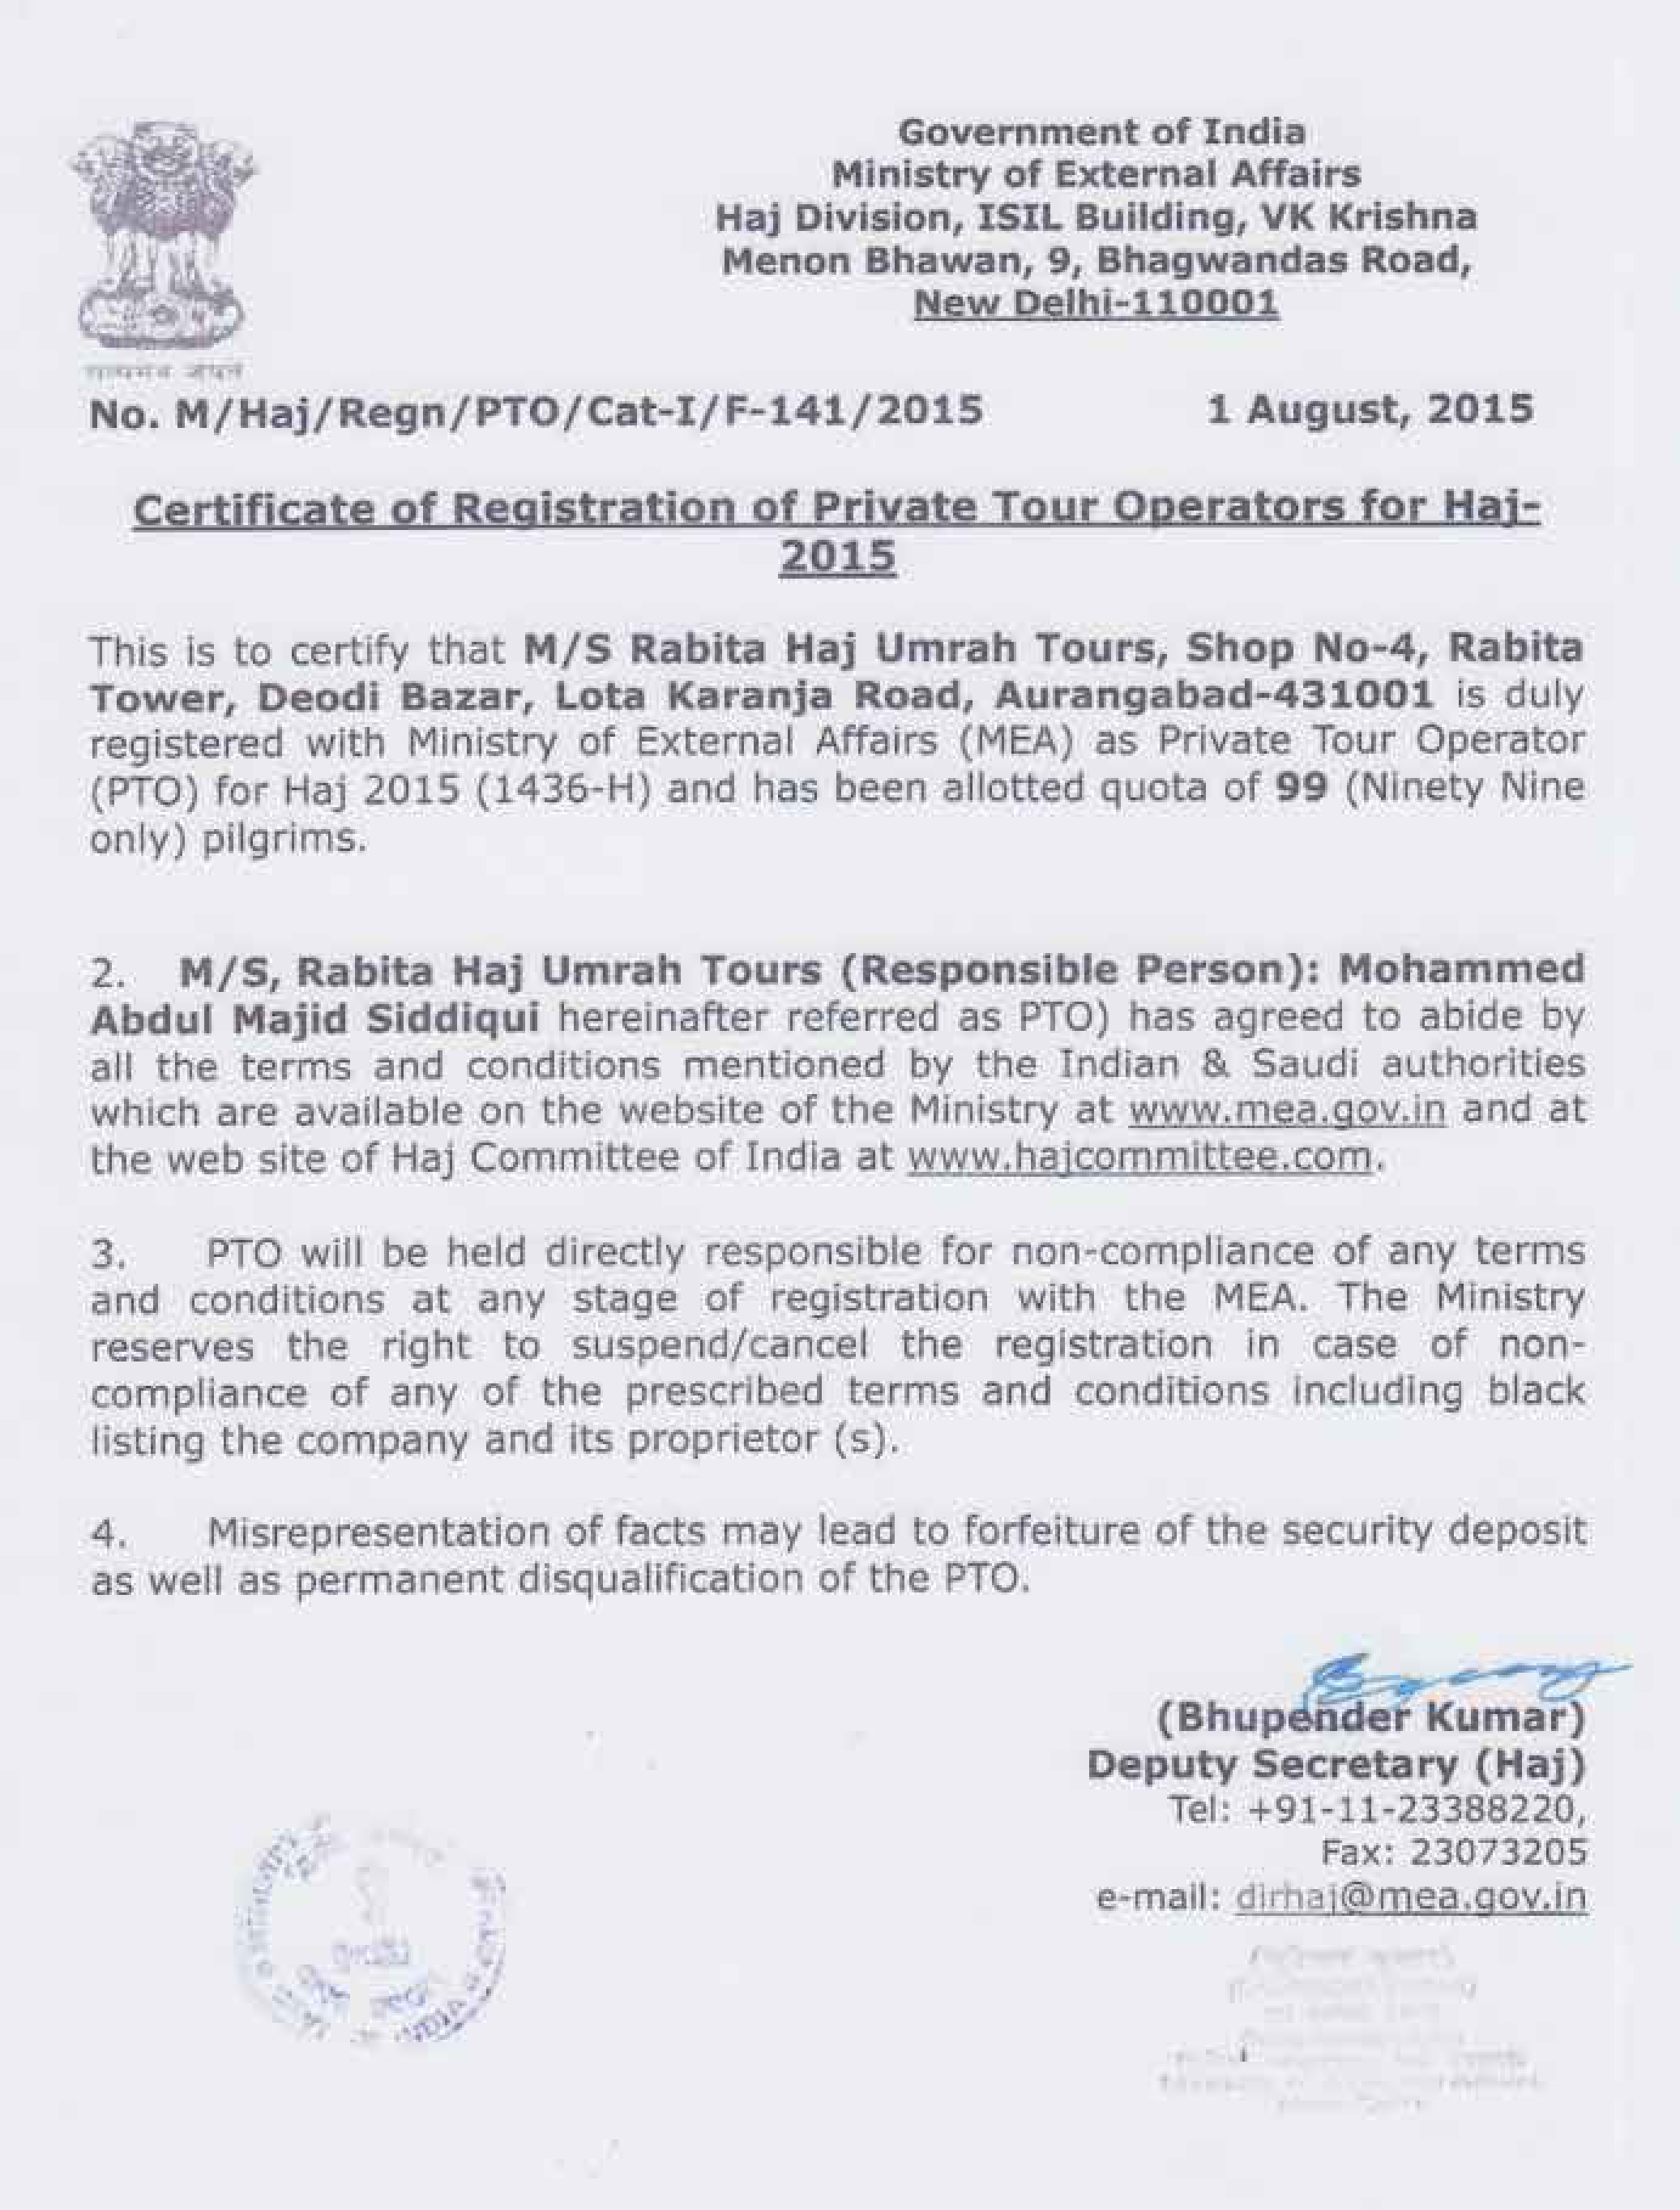 Government of India
Ministry of External Affairs
Haj Division, ISIL Building, VK Krishna
Menon Bhawan, 9, Bhagwandas Road,
New Delhi-110001
सत्यमेव जयते
No. M/Haj/Regn/PTO/Cat-I/F-141/2015 1 August, 2015
Certificate of Registration of Private Tour Operators for Haj-
2015
This is to certify that M/S Rabita Haj Umrah Tours, Shop No-4, Rabita
Tower, Deodi Bazar, Lota Karanja Road, Aurangabad-431001 is duly
registered with Ministry of External Affairs (MEA) as Private Tour Operator
(PTO) for Haj 2015 (1436-H) and has been allotted quota of 99 (Ninety Nine
only) pilgrims.
2. M/S, Rabita Haj Umrah Tours (Responsible Person): Mohammed
Abdul Majid Siddiqui hereinafter referred as PTO) has agreed to abide by
all the terms and conditions mentioned by the Indian & Saudi authorities
which are available on the website of the Ministry at www.mea.gov.in and at
the web site of Haj Committee of India at www.hajcommittee.com.
3. PTO will be held directly responsible for non-compliance of any terms
and conditions at any stage of registration with the MEA. The Ministry
reserves the right to suspend/cancel the registration in case of non-
compliance of any of the prescribed terms and conditions including black
listing the company and its proprietor (s).
4. Misrepresentation of facts may lead to forfeiture of the security deposit
as well as permanent disqualification of the PTO.
(Bhupender Kumar)
Deputy Secretary (Haj)
Tel: +91-11-23388220,
Fax: 23073205
e-mail: dirhaj@mea.gov.in